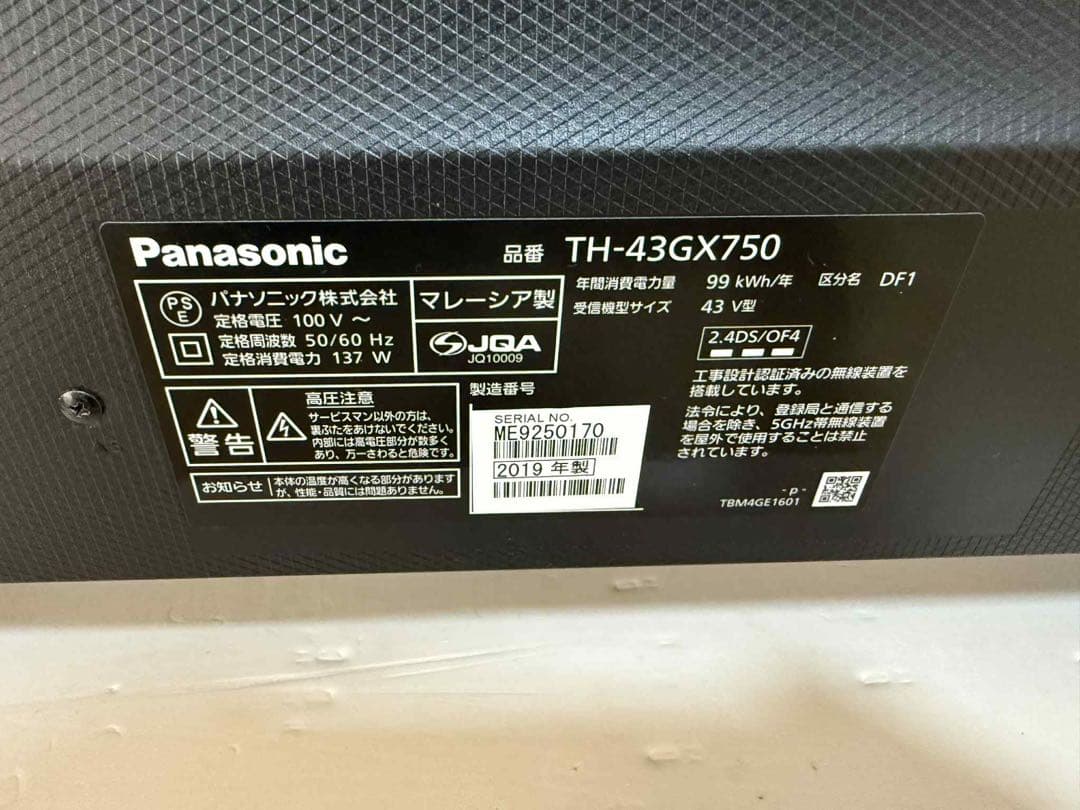 Panasonic
品番 TH-43GX750
年間消費電力量 99 kWh/年 区分名 DF1
受信機型サイズ 43 V型
PSE
パナソニック株式会社
定格電圧 100 V ～
定格周波数 50/60 Hz
定格消費電力 137 W
マレーシア製
JQA
JQ10009
2.4DS/OF4
工事設計認証済みの無線装置を
搭載しています。
法令により、登録局と通信する
場合を除き、5GHz帯無線装置
を屋外で使用することは禁止
されています。
警告
高圧注意
サービスマン以外の方は、
裏ぶたをあけないでください。
内部には高電圧部分が数多く
あり、万一さわると危険です。
お知らせ
本体の温度が高くなる部分があります
が、性能・品質には問題ありません。
製造番号
SERIAL NO.
ME9250170
2019 年製
-p-
TBM4GE1601